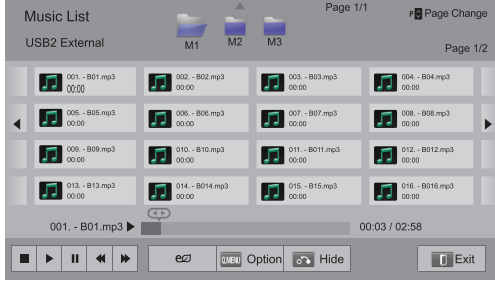 Music List
Page 1/1
P Page Change
USB2 External
M1
M2
M3
Page 1/2
001. - B01.mp3
00:00
002. - B02.mp3
00:00
003. - B03.mp3
00:00
004. - B04.mp3
00:00
005. - B05.mp3
00:00
006. - B06.mp3
00:00
007. - B07.mp3
00:00
008. - B08.mp3
00:00
009. - B09.mp3
00:00
010. - B10.mp3
00:00
011. - B011.mp3
00:00
012. - B012.mp3
00:00
013. - B13.mp3
00:00
014. - B014.mp3
00:00
015. - B15.mp3
00:00
016. - B016.mp3
00:00
001. - B01.mp3
00:03 / 02:58
Q.MENU Option
Hide
Exit